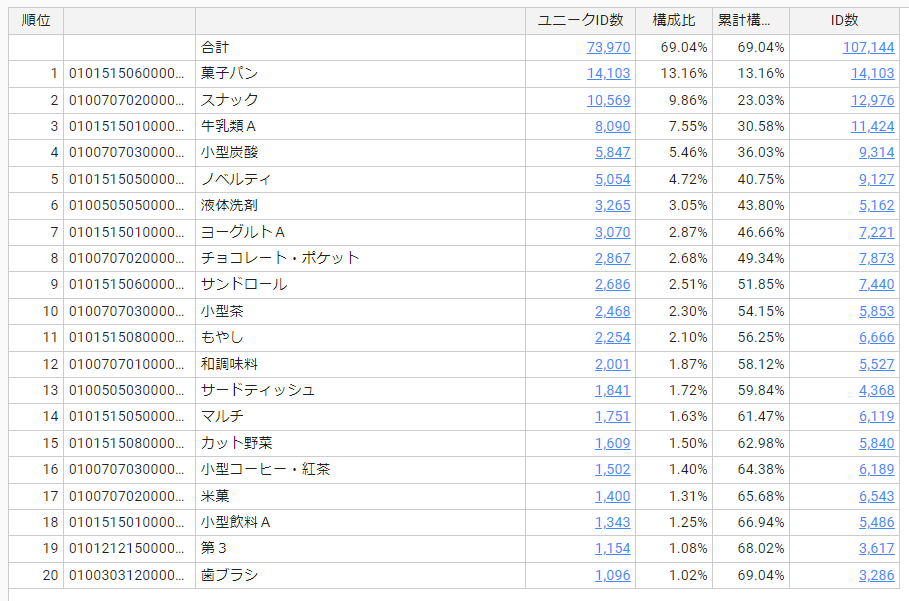 順位 ユニークID数 構成比 累計構... ID数
合計 73,970 69.04% 69.04% 107,144
1 0101515060000... 菓子パン 14,103 13.16% 13.16% 14,103
2 0100707020000... スナック 10,569 9.86% 23.03% 12,976
3 0101515010000... 牛乳類Ａ 8,090 7.55% 30.58% 11,424
4 0100707030000... 小型炭酸 5,847 5.46% 36.03% 9,314
5 0101515050000... ノベルティ 5,054 4.72% 40.75% 9,127
6 0100505050000... 液体洗剤 3,265 3.05% 43.80% 5,162
7 0101515010000... ヨーグルトＡ 3,070 2.87% 46.66% 7,221
8 0100707020000... チョコレート・ポケット 2,867 2.68% 49.34% 7,873
9 0101515060000... サンドロール 2,686 2.51% 51.85% 7,440
10 0100707030000... 小型茶 2,468 2.30% 54.15% 5,853
11 0101515080000... もやし 2,254 2.10% 56.25% 6,666
12 0100707010000... 和調味料 2,001 1.87% 58.12% 5,527
13 0100505030000... サードティッシュ 1,841 1.72% 59.84% 4,368
14 0101515050000... マルチ 1,751 1.63% 61.47% 6,119
15 0101515080000... カット野菜 1,609 1.50% 62.98% 5,840
16 0100707030000... 小型コーヒー・紅茶 1,502 1.40% 64.38% 6,189
17 0100707020000... 米菓 1,400 1.31% 65.68% 6,543
18 0101515010000... 小型飲料Ａ 1,343 1.25% 66.94% 5,486
19 0101212150000... 第３ 1,154 1.08% 68.02% 3,617
20 0100303120000... 歯ブラシ 1,096 1.02% 69.04% 3,286